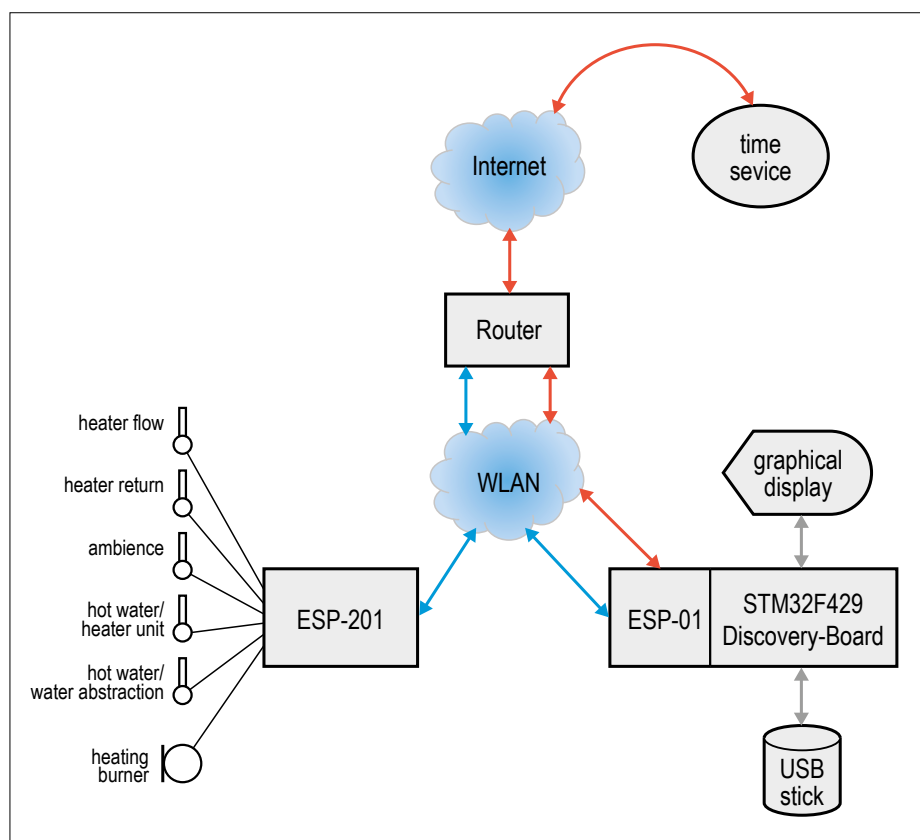 time
sevice
Internet
Router
heater flow
heater return
ambience
hot water/
heater unit
hot water/
water abstraction
heating
burner
WLAN
graphical
display
ESP-201
ESP-01
STM32F429
Discovery-Board
USB
stick